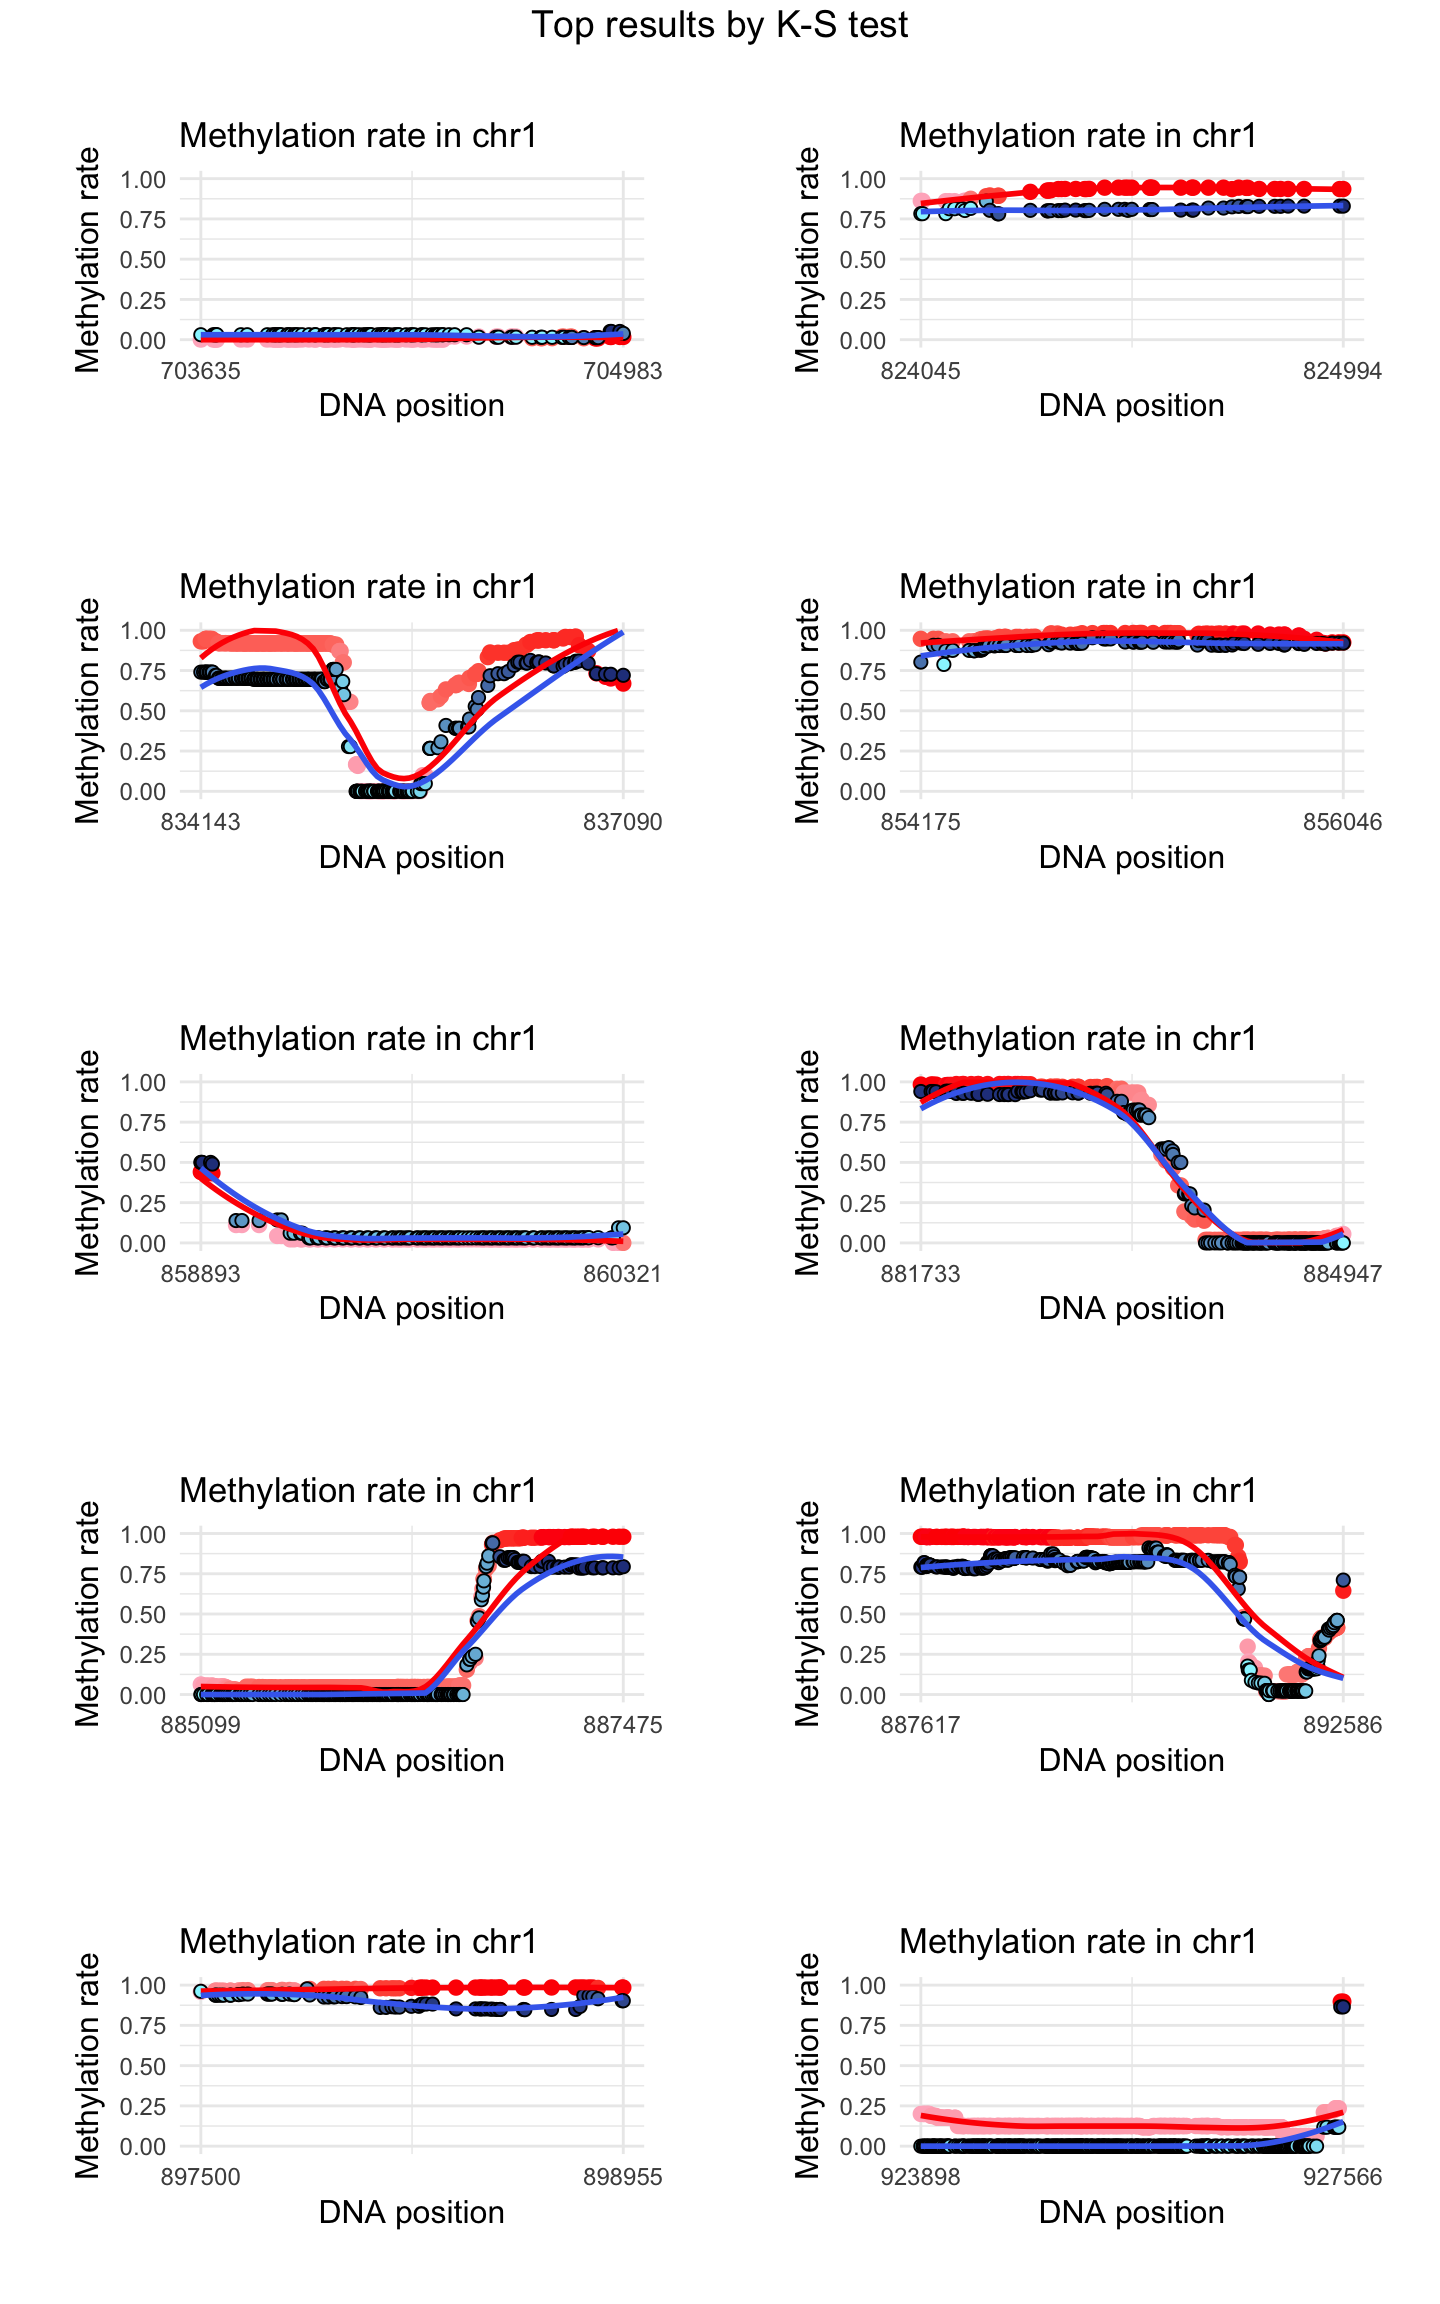 Top results by K-S test
Methylation rate in chr1
Methylation rate in chr1
Methylation rate
1.00
0.75
0.50
0.25
0.00
703635
704983
DNA position
Methylation rate
1.00
0.75
0.50
0.25
0.00
824045
824994
DNA position
Methylation rate in chr1
Methylation rate in chr1
Methylation rate
1.00
0.75
0.50
0.25
0.00
834143
837090
DNA position
Methylation rate
1.00
0.75
0.50
0.25
0.00
854175
856046
DNA position
Methylation rate in chr1
Methylation rate in chr1
Methylation rate
1.00
0.75
0.50
0.25
0.00
858893
860321
DNA position
Methylation rate
1.00
0.75
0.50
0.25
0.00
881733
884947
DNA position
Methylation rate in chr1
Methylation rate in chr1
Methylation rate
1.00
0.75
0.50
0.25
0.00
885099
887475
DNA position
Methylation rate
1.00
0.75
0.50
0.25
0.00
887617
892586
DNA position
Methylation rate in chr1
Methylation rate in chr1
Methylation rate
1.00
0.75
0.50
0.25
0.00
897500
898955
DNA position
Methylation rate
1.00
0.75
0.50
0.25
0.00
923898
927566
DNA position